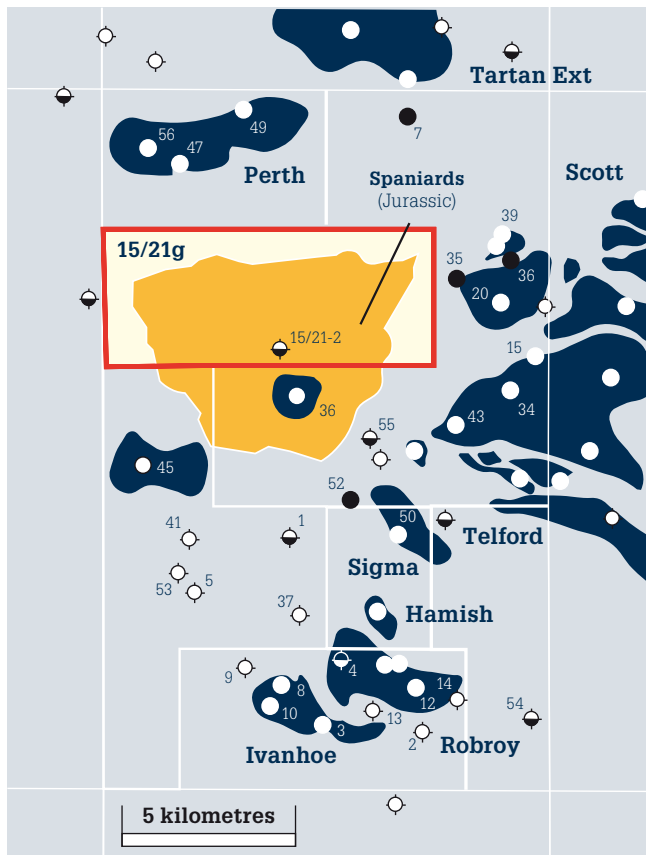 Tartan Ext
7
49
56
47
Perth
Spaniards
(Jurassic)
Scott
39
15/21g
35
36
20
15/21-2
15
36
34
43
55
45
52
50
41
1
Telford
Sigma
53
5
37
Hamish
9
4
8
14
12
10
13
54
3
2
Robroy
Ivanhoe
5 kilometres